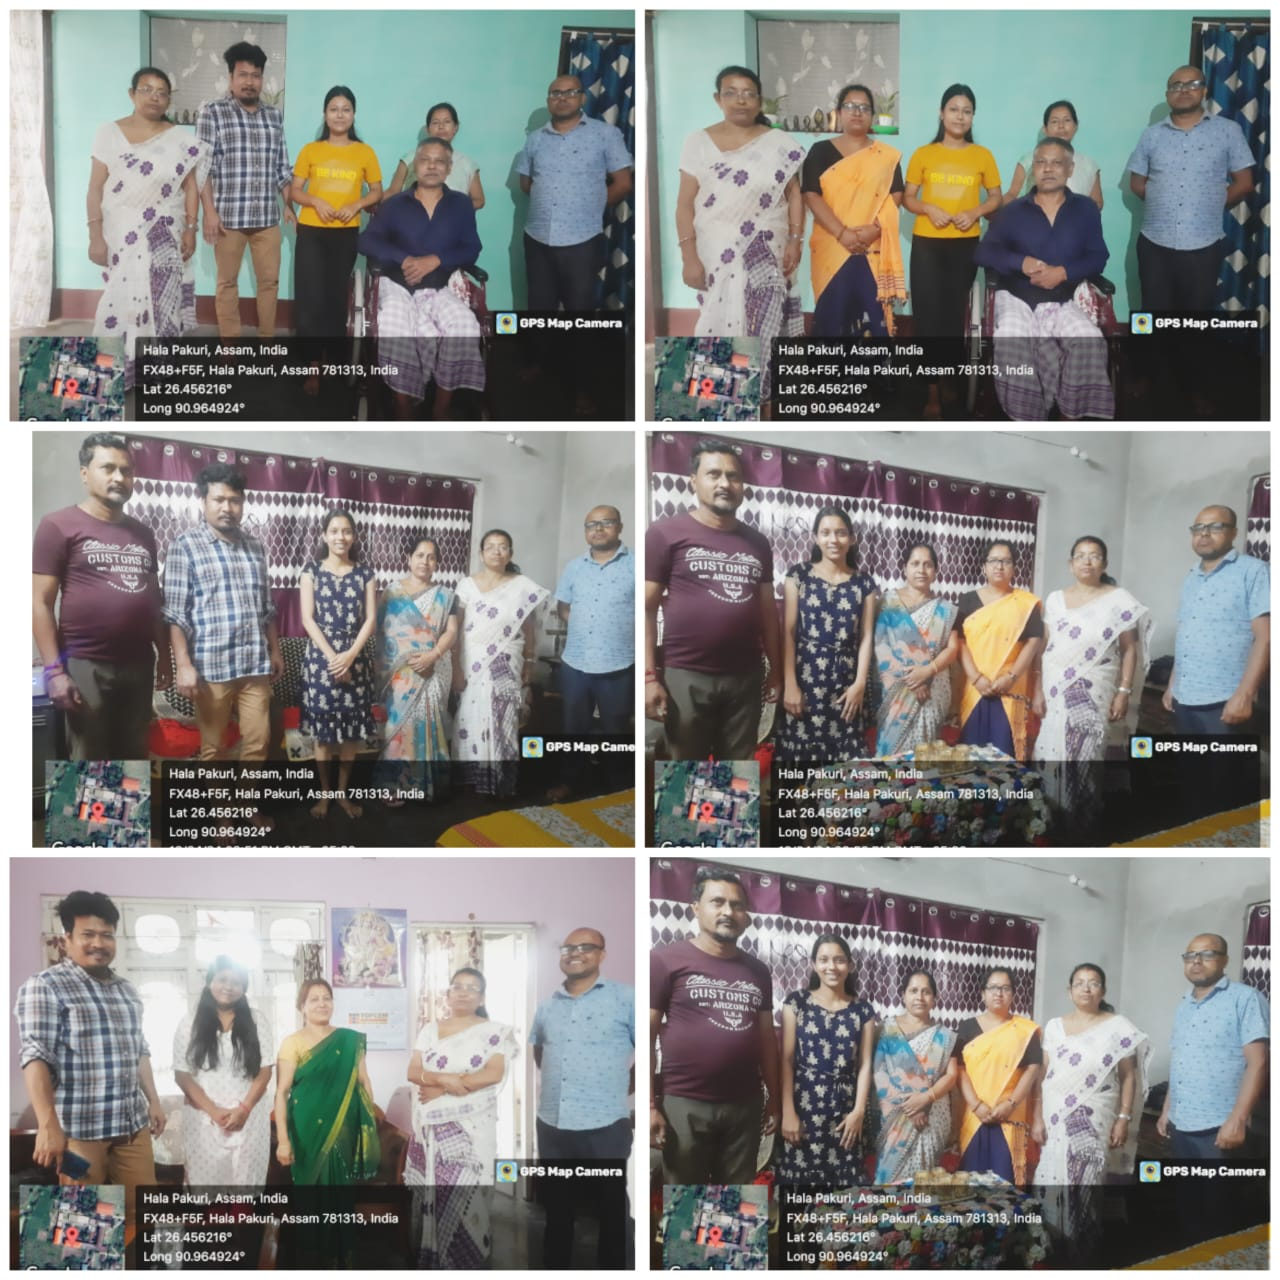 BE KIND
GPS Map Camera
Hala Pakuri, Assam, India
FX48+F5F, Hala Pakuri, Assam 781313, India
Lat 26.456216°
Long 90.964924°
BE KIND
GPS Map Camera
Hala Pakuri, Assam, India
FX48+F5F, Hala Pakuri, Assam 781313, India
Lat 26.456216°
Long 90.964924°
Classic Motor
CUSTOMS CO
EST: ARIZONA
U.S.A
GPS Map Came
Hala Pakuri, Assam, India
FX48+F5F, Hala Pakuri, Assam 781313, India
Lat 26.456216°
Long 90.964924°
Google
Classic Motor
CUSTOMS CO
EST: ARIZONA
U.S.A
GPS Map Camera
Hala Pakuri, Assam, India
FX48+F5F, Hala Pakuri, Assam 781313, India
Lat 26.456216°
Long 90.964924°
Google
TOPCEM
GPS Map Camera
Hala Pakuri, Assam, India
FX48+F5F, Hala Pakuri, Assam 781313, India
Lat 26.456216°
Long 90.964924°
Classic Motor
CUSTOMS CO
EST: ARIZONA
U.S.A
GPS Map Camera
Hala Pakuri, Assam, India
FX48+F5F, Hala Pakuri, Assam 781313, India
Lat 26.456216°
Long 90.964924°